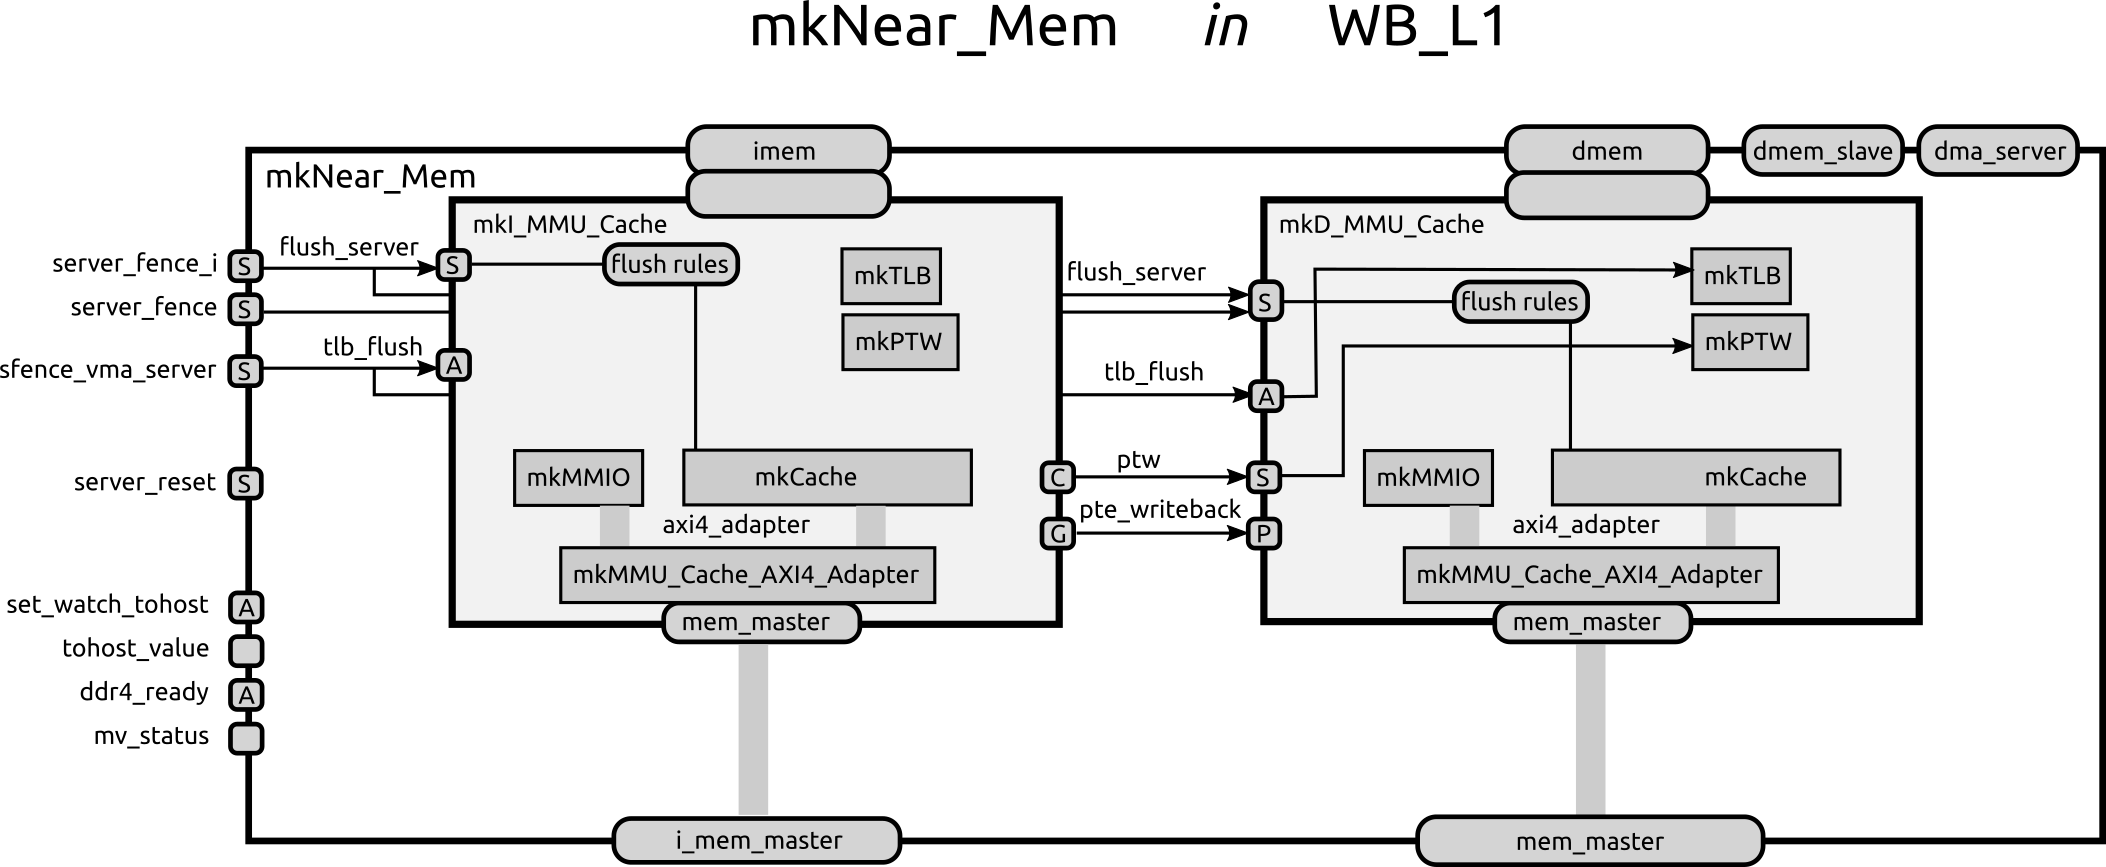 mkNear_Mem in WB_L1
imem
dmem
dmem_slave
dma_server
mkNear_Mem
mkI_MMU_Cache
mkD_MMU_Cache
server_fence_i
S
flush_server
S
flush rules
mkTLB
flush_server
S
flush rules
mkTLB
server_fence
S
mkPTW
mkPTW
sfence_vma_server
S
tlb_flush
A
tlb_flush
A
server_reset
S
mkMMIO
mkCache
C
ptw
S
mkMMIO
mkCache
axi4_adapter
G
pte_writeback
P
axi4_adapter
mkMMU_Cache_AXI4_Adapter
mkMMU_Cache_AXI4_Adapter
set_watch_tohost
A
mem_master
mem_master
tohost_value
ddr4_ready
A
mv_status
i_mem_master
mem_master